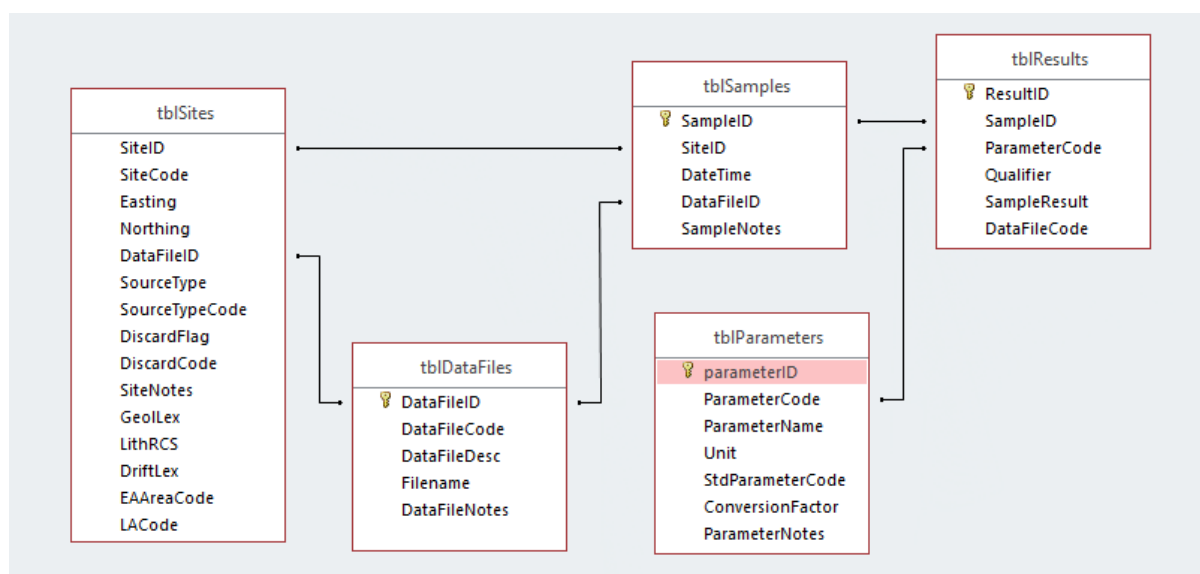 tblSites
SiteID
SiteCode
Easting
Northing
DataFileID
SourceType
SourceTypeCode
DiscardFlag
DiscardCode
SiteNotes
GeolLex
LithRCS
DriftLex
EAAreaCode
LACode
tblDataFiles
DataFileID
DataFileCode
DataFileDesc
Filename
DataFileNotes
tblSamples
SampleID
SiteID
DateTime
DataFileID
SampleNotes
tblParameters
parameterID
ParameterCode
ParameterName
Unit
StdParameterCode
ConversionFactor
ParameterNotes
tblResults
ResultID
SampleID
ParameterCode
Qualifier
SampleResult
DataFileCode